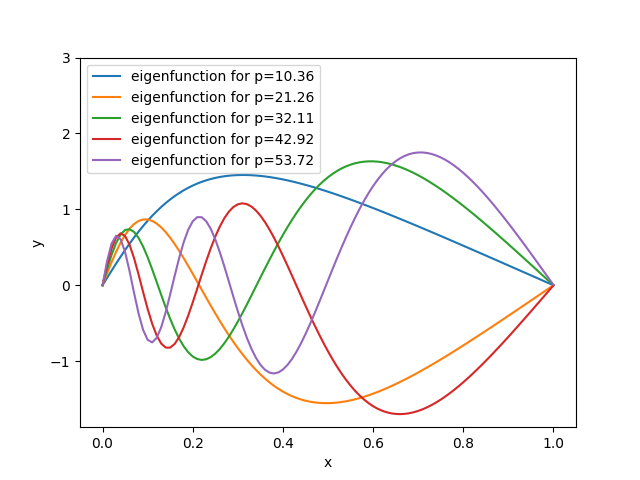 3
2
1
0
−1
y
eigenfunction for p=10.36
eigenfunction for p=21.26
eigenfunction for p=32.11
eigenfunction for p=42.92
eigenfunction for p=53.72
0.0 0.2 0.4 0.6 0.8 1.0
x